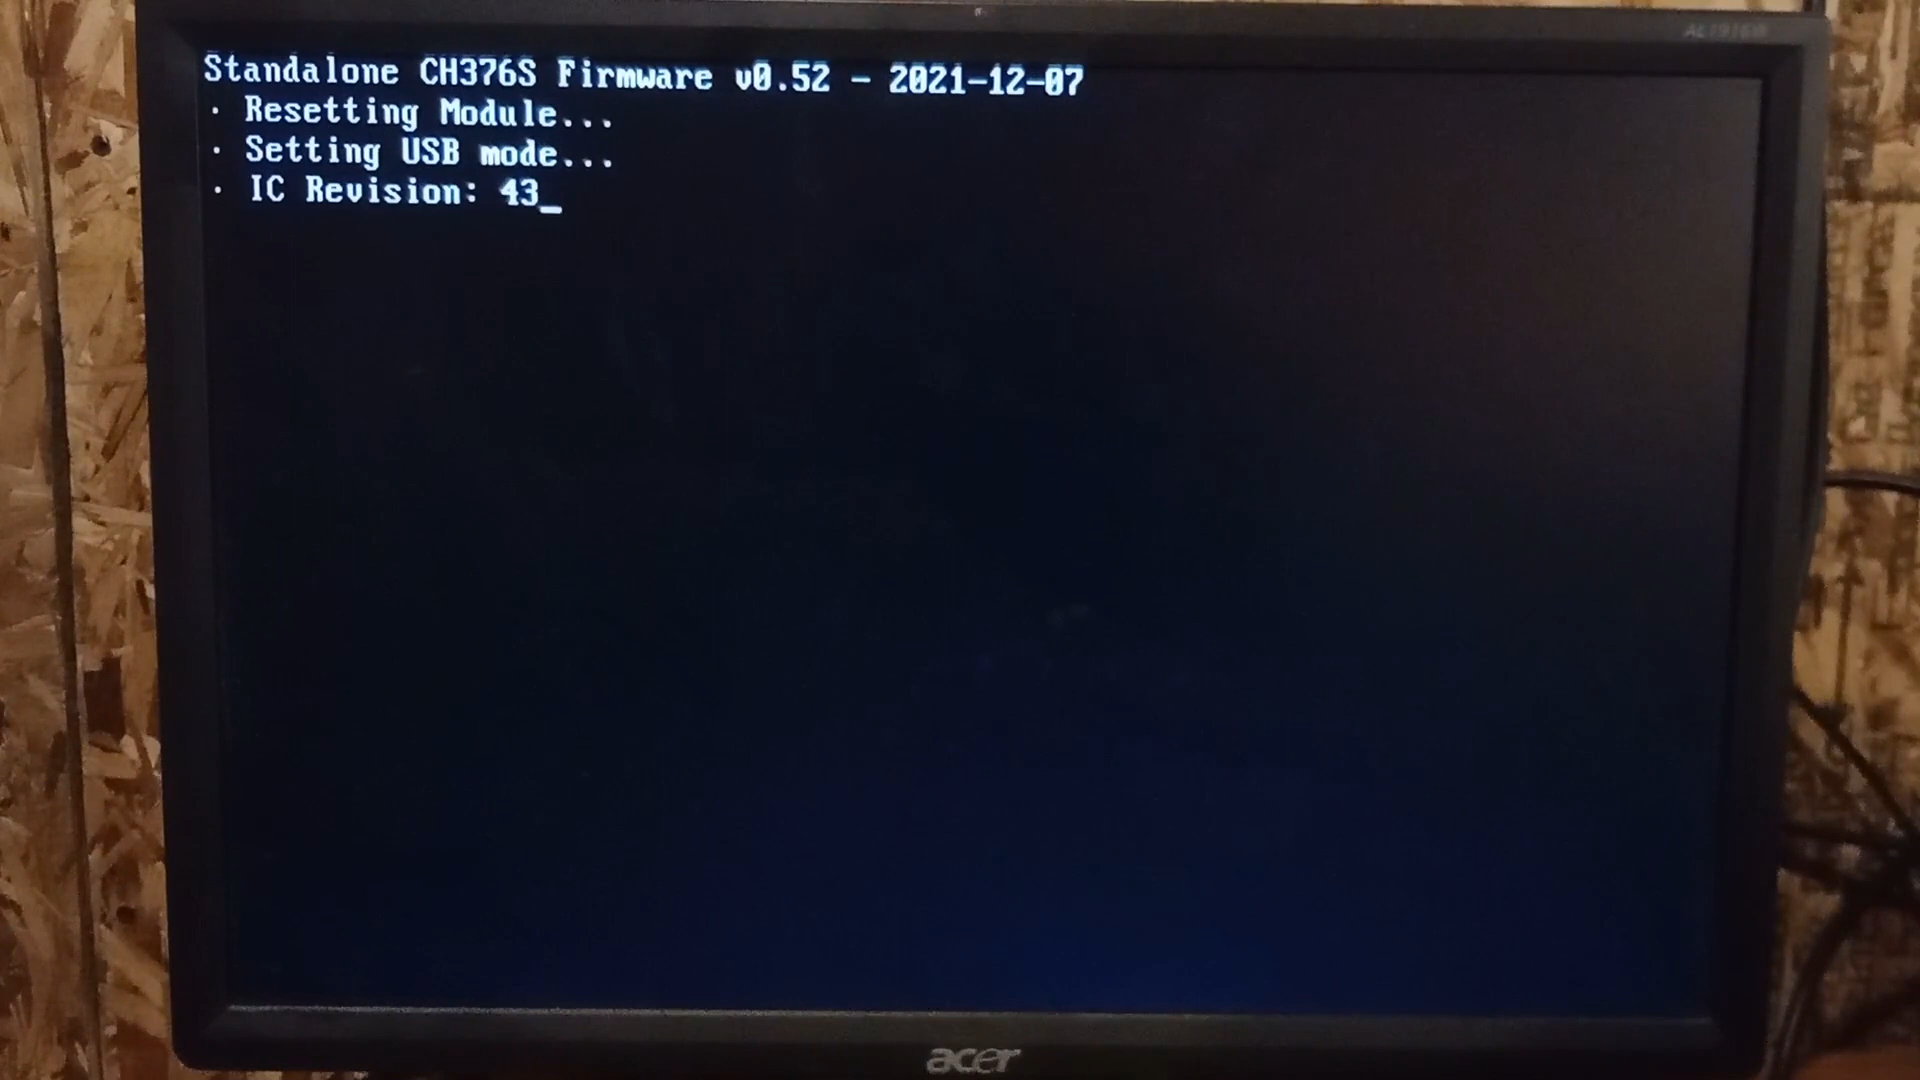 Standalone CH376S Firmware v0.52 - 2021-12-07
· Resetting Module...
· Setting USB mode...
· IC Revision: 43_
acer